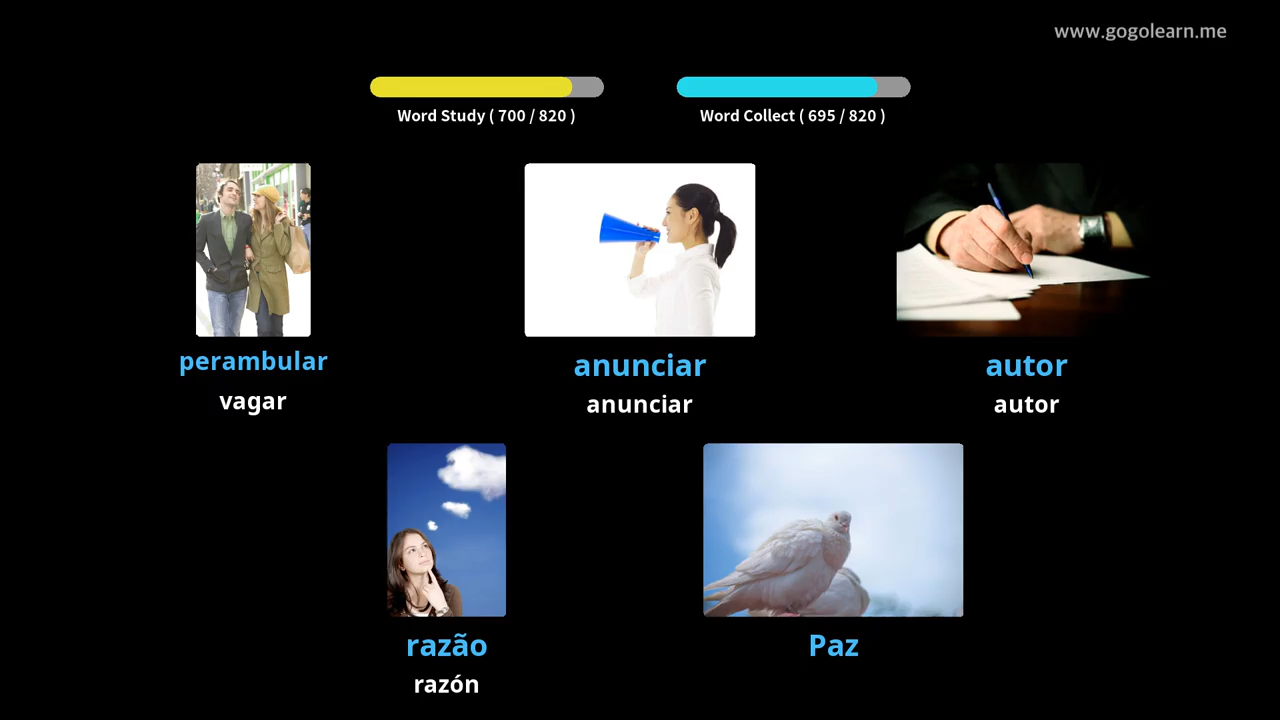 www.gogolearn.me
Word Study ( 700 / 820 )
Word Collect ( 695 / 820 )
perambular
vagar
anunciar
anunciar
autor
autor
razão
razón
Paz